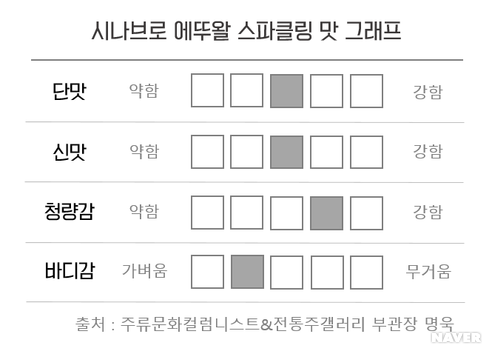 시나브로 에뚜왈 스파클링 맛 그래프
단맛 약함 강함
신맛 약함 강함
청량감 약함 강함
바디감 가벼움 무거움
출처 : 주류문화컬럼니스트&전통주갤러리 부관장 명욱
NAVER